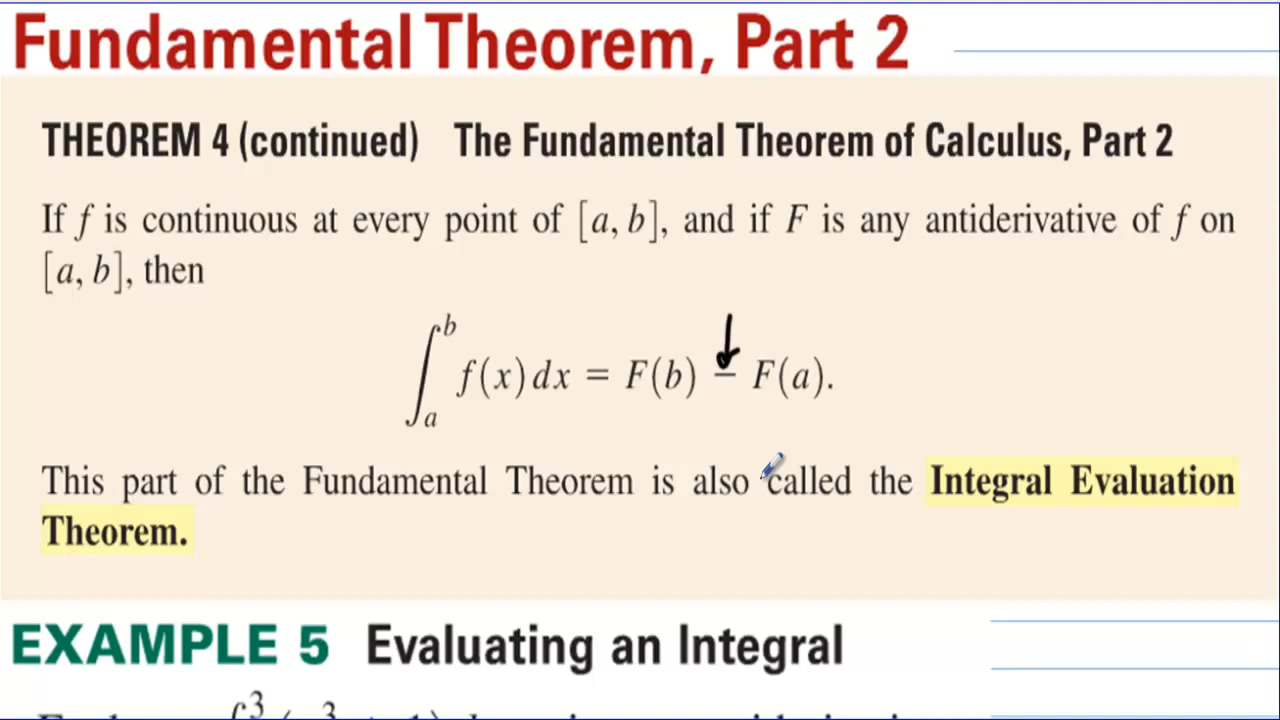 Fundamental Theorem, Part 2
THEOREM 4 (continued) The Fundamental Theorem of Calculus, Part 2
If f is continuous at every point of [a, b], and if F is any antiderivative of f on
[a, b], then
∫_a^b f(x) dx = F(b) − F(a).
This part of the Fundamental Theorem is also called the Integral Evaluation
Theorem.
EXAMPLE 5 Evaluating an Integral